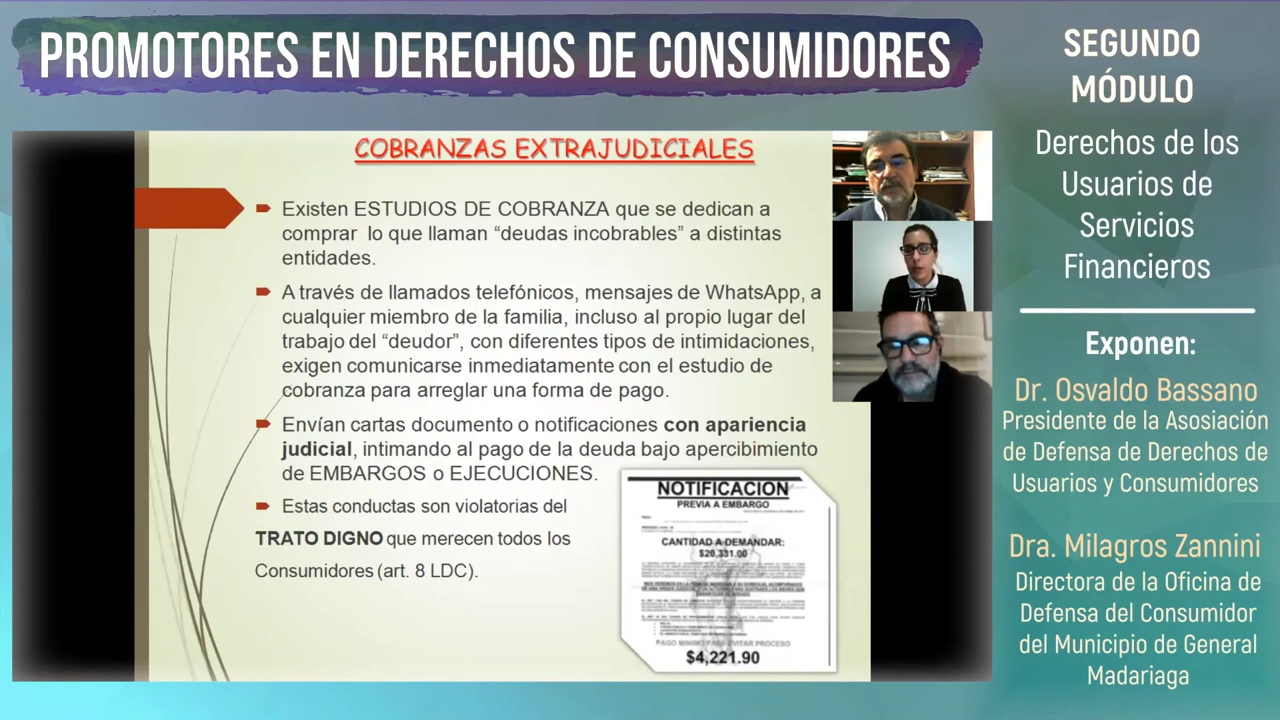 PROMOTORES EN DERECHOS DE CONSUMIDORES
COBRANZAS EXTRAJUDICIALES
Existen ESTUDIOS DE COBRANZA que se dedican a
comprar lo que llaman “deudas incobrables” a distintas
entidades.
A través de llamados telefónicos, mensajes de WhatsApp, a
cualquier miembro de la familia, incluso al propio lugar del
trabajo del “deudor”, con diferentes tipos de intimidaciones,
exigen comunicarse inmediatamente con el estudio de
cobranza para arreglar una forma de pago.
Envían cartas documento o notificaciones con apariencia
judicial, intimando al pago de la deuda bajo apercibimiento
de EMBARGOS o EJECUCIONES.
Estas conductas son violatorias del
TRATO DIGNO que merecen todos los
Consumidores (art. 8 LDC).
NOTIFICACION
PREVIA A EMBARGO
CANTIDAD A DEMANDAR:
$20,331.00
PAGO MINIMO PARA EVITAR PROCESO
$4,221.90
SEGUNDO
MÓDULO
Derechos de los
Usuarios de
Servicios
Financieros
Exponen:
Dr. Osvaldo Bassano
Presidente de la Asosiación
de Defensa de Derechos de
Usuarios y Consumidores
Dra. Milagros Zannini
Directora de la Oficina de
Defensa del Consumidor
del Municipio de General
Madariaga